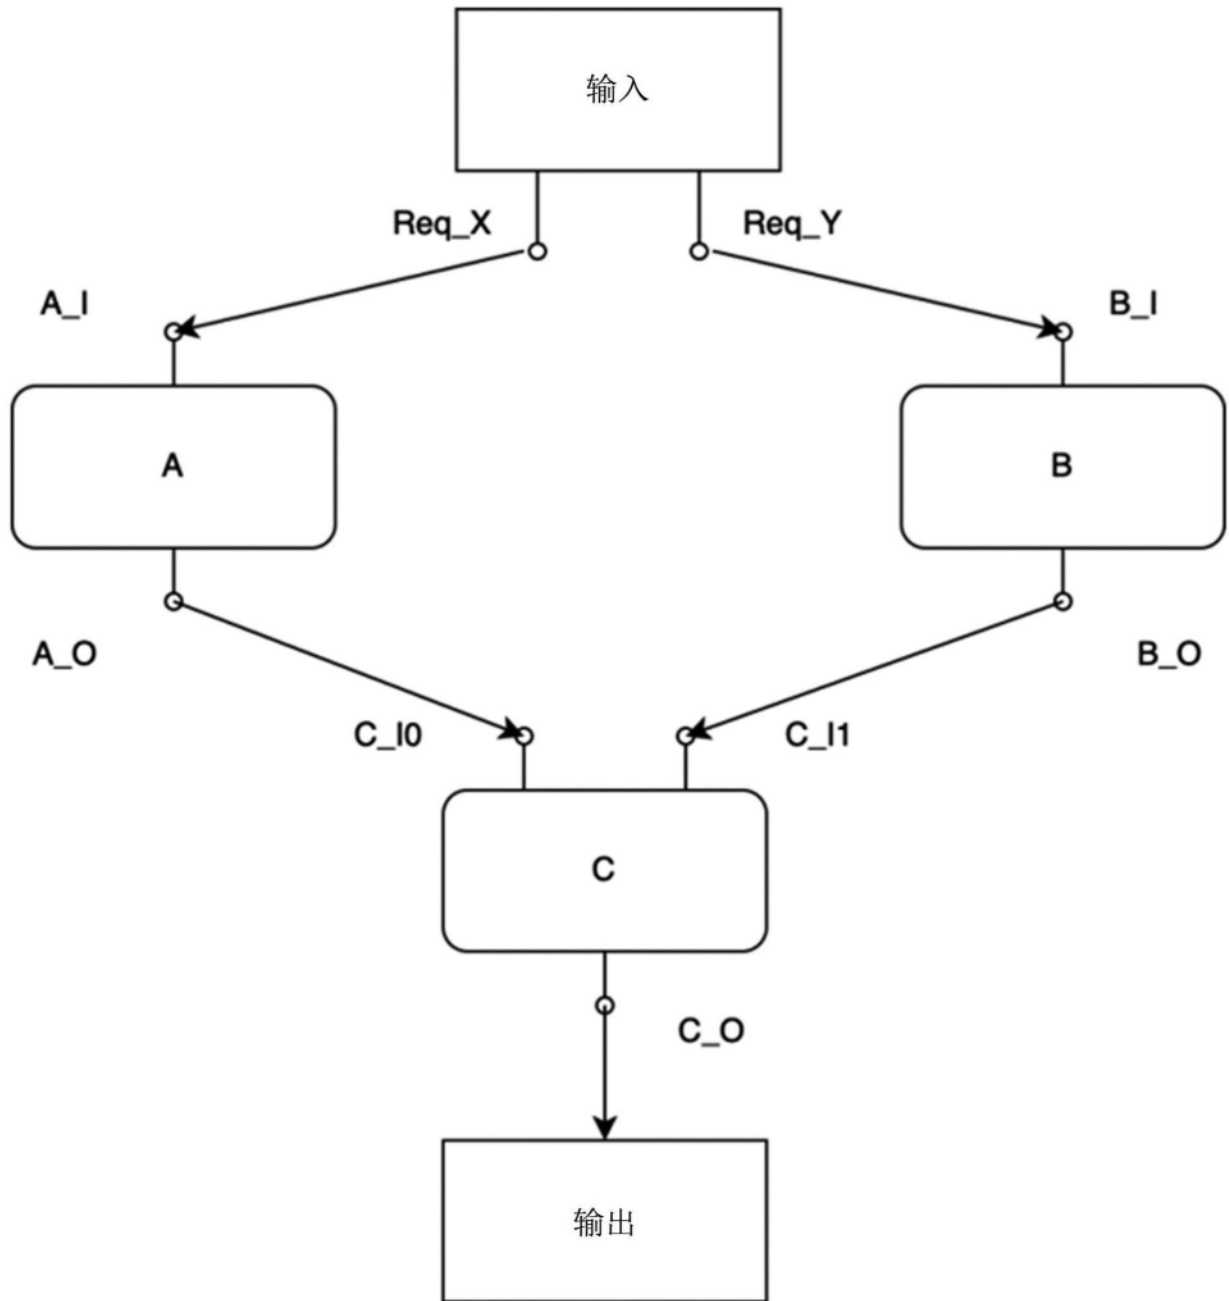 输入
Req_X
Req_Y
A_I
B_I
A
B
A_O
B_O
C_I0
C_I1
C
C_O
输出